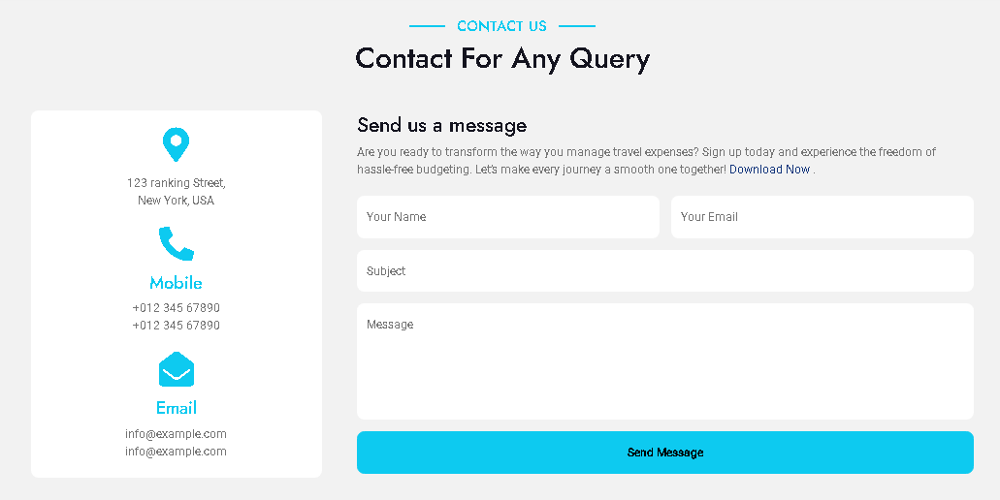 CONTACT US
Contact For Any Query
123 ranking Street,
New York, USA
Mobile
+012 345 67890
+012 345 67890
Email
info@example.com
info@example.com
Send us a message
Are you ready to transform the way you manage travel expenses? Sign up today and experience the freedom of
hassle-free budgeting. Let's make every journey a smooth one together! Download Now .
Your Name
Your Email
Subject
Message
Send Message